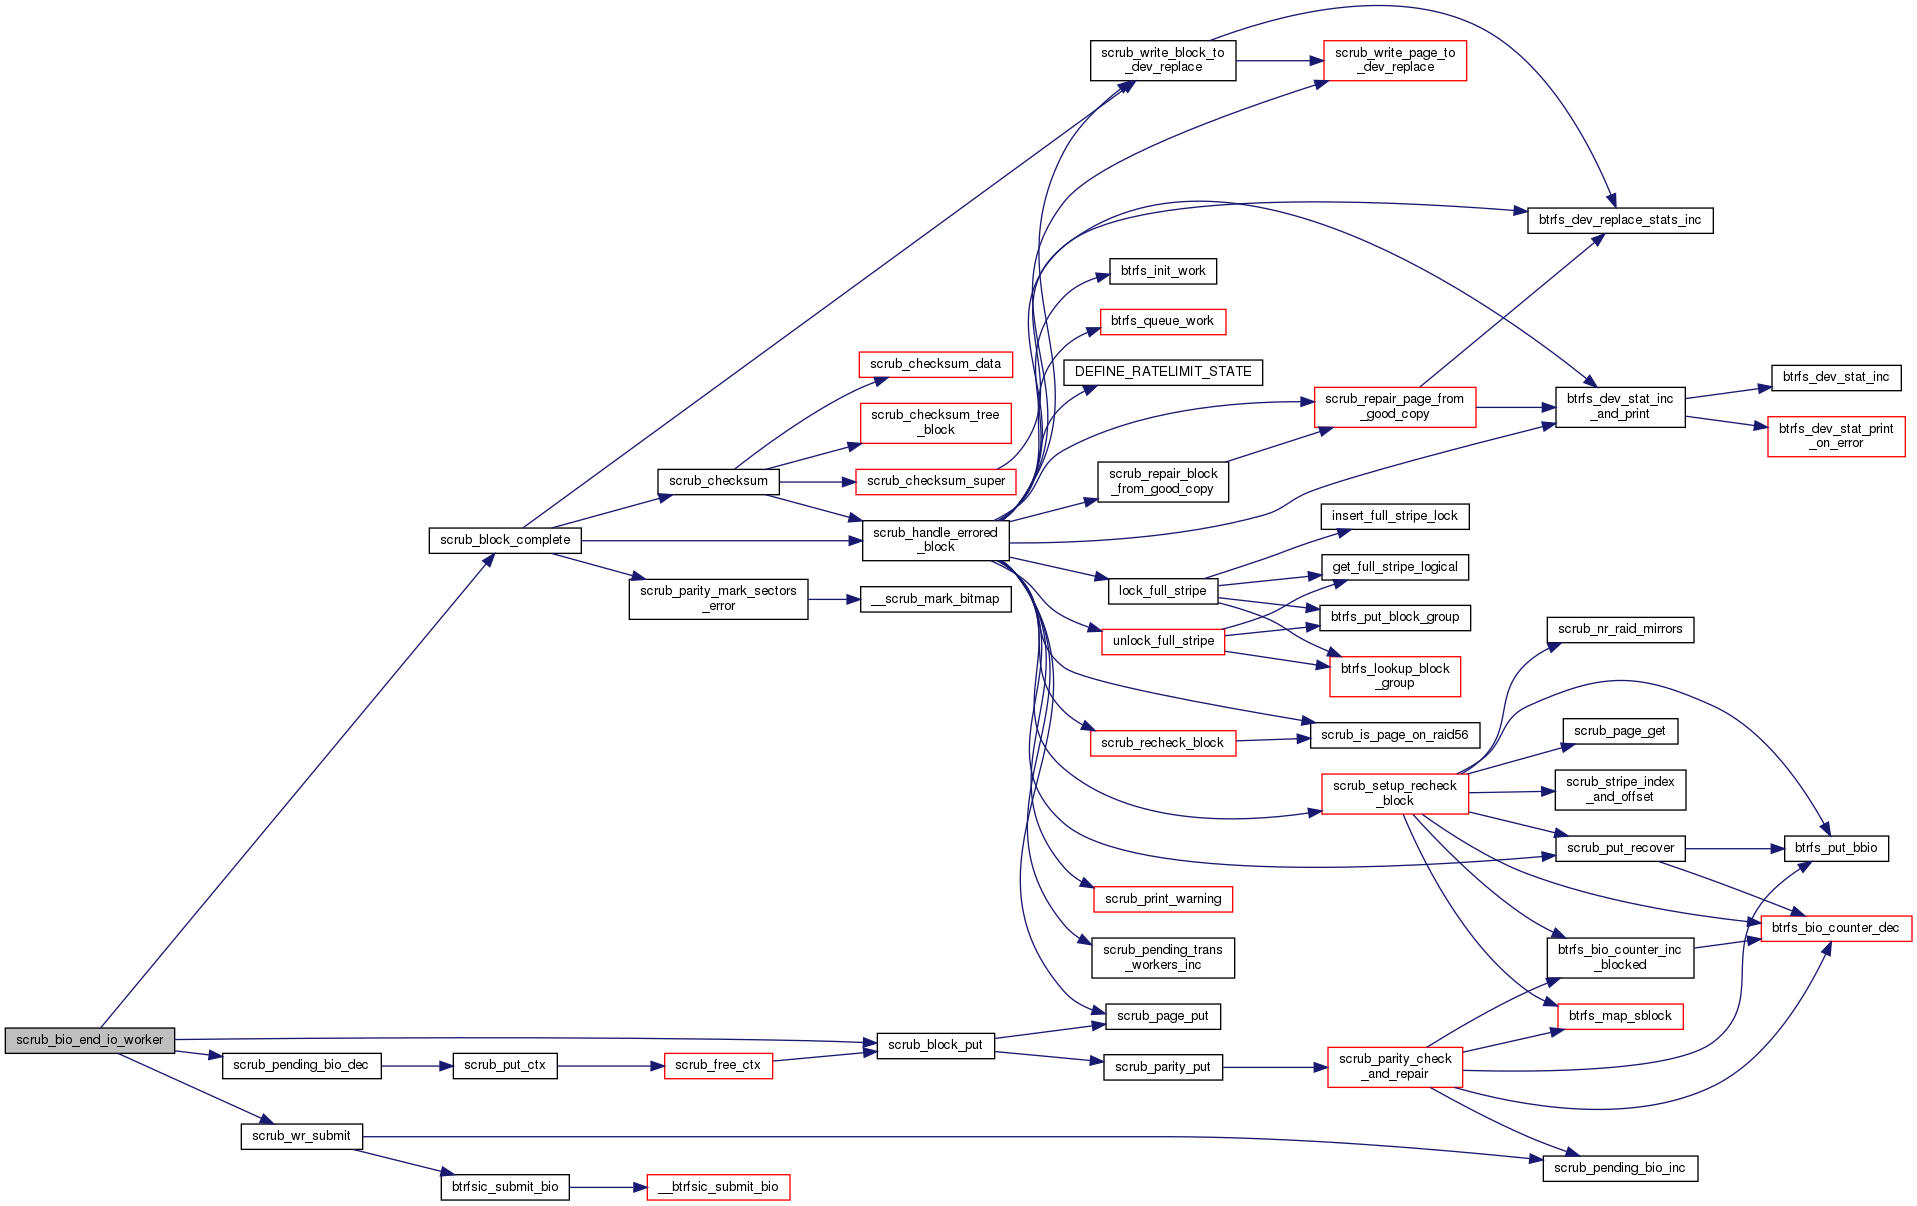 scrub_write_block_to
_dev_replace
scrub_write_page_to
_dev_replace
btrfs_dev_replace_stats_inc
btrfs_init_work
btrfs_queue_work
scrub_checksum_data
DEFINE_RATELIMIT_STATE
btrfs_dev_stat_inc
scrub_checksum_tree
_block
scrub_repair_page_from
_good_copy
btrfs_dev_stat_inc
_and_print
btrfs_dev_stat_print
_on_error
scrub_checksum
scrub_checksum_super
scrub_repair_block
_from_good_copy
insert_full_stripe_lock
scrub_block_complete
scrub_handle_errored
_block
get_full_stripe_logical
scrub_parity_mark_sectors
_error
__scrub_mark_bitmap
lock_full_stripe
btrfs_put_block_group
unlock_full_stripe
scrub_nr_raid_mirrors
btrfs_lookup_block
_group
scrub_recheck_block
scrub_is_page_on_raid56
scrub_page_get
scrub_setup_recheck
_block
scrub_stripe_index
_and_offset
scrub_put_recover
btrfs_put_bbio
scrub_print_warning
btrfs_bio_counter_dec
scrub_pending_trans
_workers_inc
btrfs_bio_counter_inc
_blocked
scrub_page_put
btrfs_map_sblock
scrub_bio_end_io_worker
scrub_block_put
scrub_pending_bio_dec
scrub_put_ctx
scrub_free_ctx
scrub_parity_put
scrub_parity_check
_and_repair
scrub_wr_submit
scrub_pending_bio_inc
btrfsic_submit_bio
__btrfsic_submit_bio